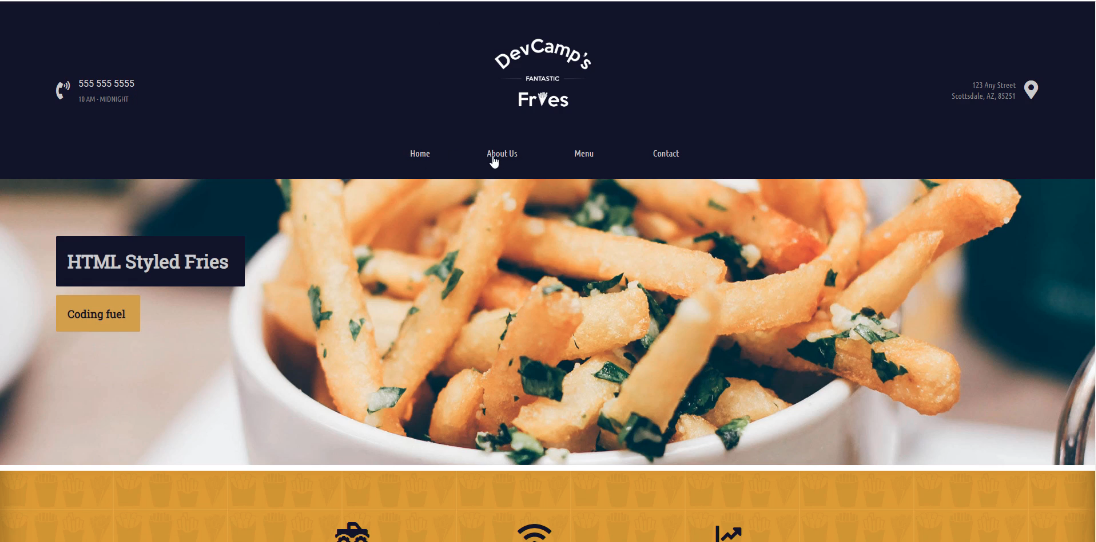 555 555 5555
10 AM - MIDNIGHT
DevCamp's
FANTASTIC
Fries
123 Any Street
Scottsdale, AZ, 85251
Home About Us Menu Contact
HTML Styled Fries
Coding fuel